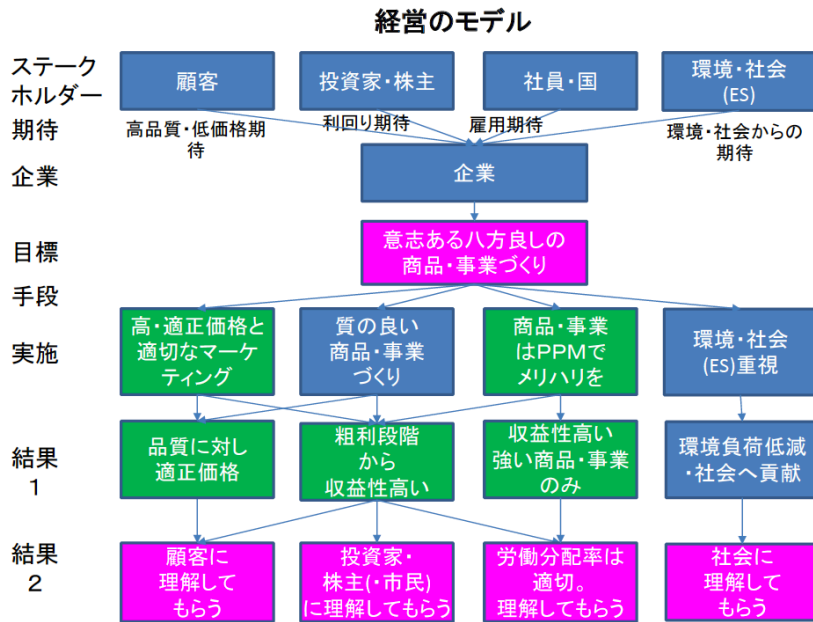 経営のモデル
ステーク
ホルダー
顧客
投資家・株主
社員・国
環境・社会
(ES)
期待
高品質・低価格期
待
利回り期待
雇用期待
環境・社会からの
期待
企業
企業
目標
意志ある八方良しの
商品・事業づくり
手段
実施
高・適正価格と
適切なマーケ
ティング
質の良い
商品・事業
づくり
商品・事業
はPPMで
メリハリを
環境・社会
(ES)重視
結果
1
品質に対し
適正価格
粗利段階
から
収益性高い
収益性高い
強い商品・事業
のみ
環境負荷低減
・社会へ貢献
結果
2
顧客に
理解して
もらう
投資家・
株主(・市民)
に理解してもらう
労働分配率は
適切。
理解してもらう
社会に
理解して
もらう